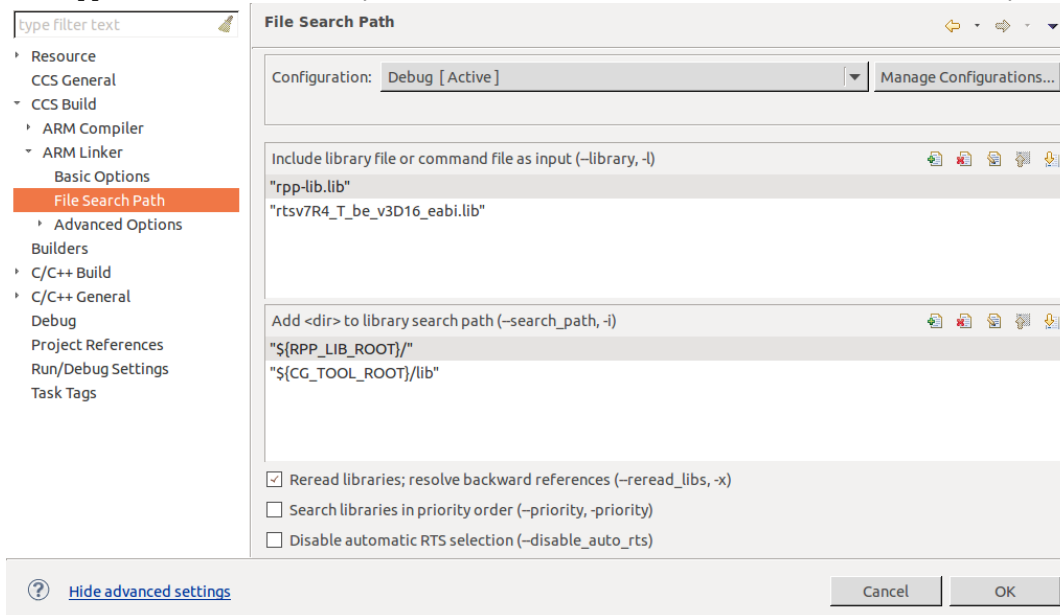 type filter text
Resource
CCS General
CCS Build
ARM Compiler
ARM Linker
Basic Options
File Search Path
Advanced Options
Builders
C/C++ Build
C/C++ General
Debug
Project References
Run/Debug Settings
Task Tags
File Search Path
Configuration: Debug [ Active ] Manage Configurations...
Include library file or command file as input (--library, -l)
"rpp-lib.lib"
"rtsv7R4_T_be_v3D16_eabi.lib"
Add <dir> to library search path (--search_path, -i)
"${RPP_LIB_ROOT}/"
"${CG_TOOL_ROOT}/lib"
Reread libraries; resolve backward references (--reread_libs, -x)
Search libraries in priority order (--priority, -priority)
Disable automatic RTS selection (--disable_auto_rts)
Hide advanced settings
Cancel OK